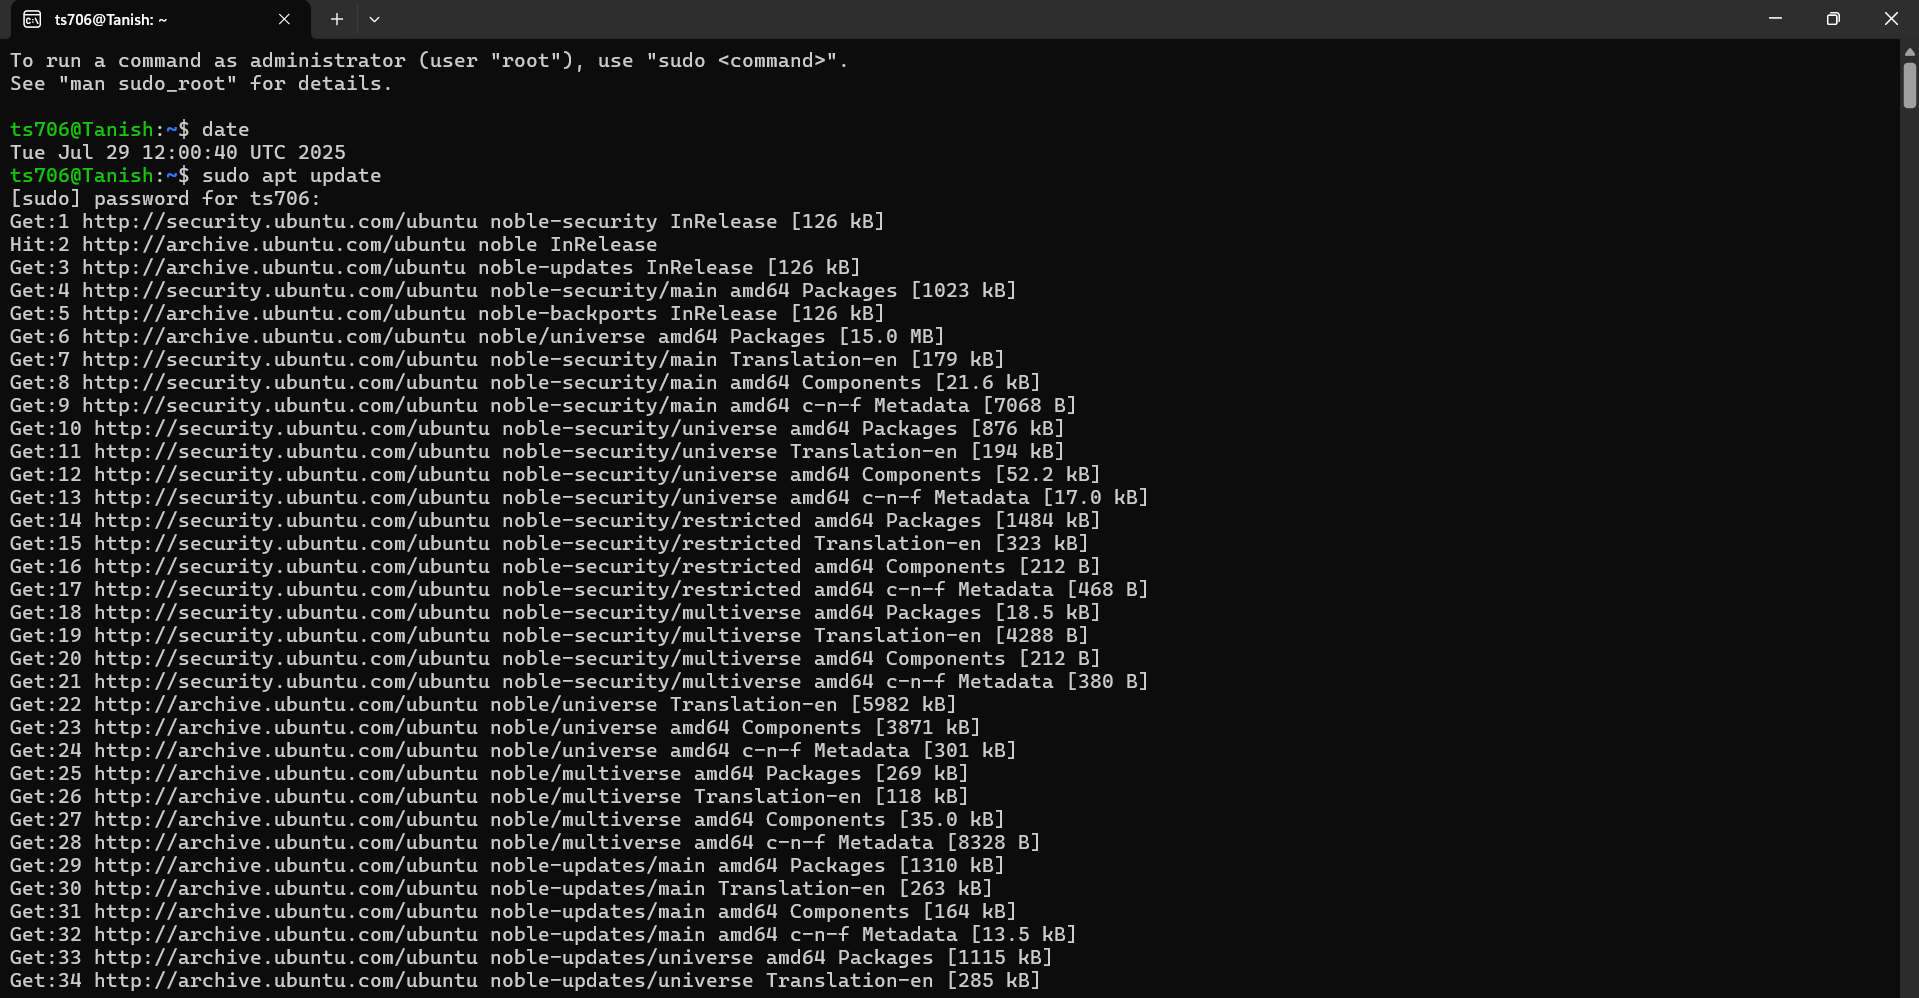 ts706@Tanish: ~
To run a command as administrator (user "root"), use "sudo <command>".
See "man sudo_root" for details.
ts706@Tanish:~$ date
Tue Jul 29 12:00:40 UTC 2025
ts706@Tanish:~$ sudo apt update
[sudo] password for ts706:
Get:1 http://security.ubuntu.com/ubuntu noble-security InRelease [126 kB]
Hit:2 http://archive.ubuntu.com/ubuntu noble InRelease
Get:3 http://archive.ubuntu.com/ubuntu noble-updates InRelease [126 kB]
Get:4 http://security.ubuntu.com/ubuntu noble-security/main amd64 Packages [1023 kB]
Get:5 http://archive.ubuntu.com/ubuntu noble-backports InRelease [126 kB]
Get:6 http://archive.ubuntu.com/ubuntu noble/universe amd64 Packages [15.0 MB]
Get:7 http://security.ubuntu.com/ubuntu noble-security/main Translation-en [179 kB]
Get:8 http://security.ubuntu.com/ubuntu noble-security/main amd64 Components [21.6 kB]
Get:9 http://security.ubuntu.com/ubuntu noble-security/main amd64 c-n-f Metadata [7068 B]
Get:10 http://security.ubuntu.com/ubuntu noble-security/universe amd64 Packages [876 kB]
Get:11 http://security.ubuntu.com/ubuntu noble-security/universe Translation-en [194 kB]
Get:12 http://security.ubuntu.com/ubuntu noble-security/universe amd64 Components [52.2 kB]
Get:13 http://security.ubuntu.com/ubuntu noble-security/universe amd64 c-n-f Metadata [17.0 kB]
Get:14 http://security.ubuntu.com/ubuntu noble-security/restricted amd64 Packages [1484 kB]
Get:15 http://security.ubuntu.com/ubuntu noble-security/restricted Translation-en [323 kB]
Get:16 http://security.ubuntu.com/ubuntu noble-security/restricted amd64 Components [212 B]
Get:17 http://security.ubuntu.com/ubuntu noble-security/restricted amd64 c-n-f Metadata [468 B]
Get:18 http://security.ubuntu.com/ubuntu noble-security/multiverse amd64 Packages [18.5 kB]
Get:19 http://security.ubuntu.com/ubuntu noble-security/multiverse Translation-en [4288 B]
Get:20 http://security.ubuntu.com/ubuntu noble-security/multiverse amd64 Components [212 B]
Get:21 http://security.ubuntu.com/ubuntu noble-security/multiverse amd64 c-n-f Metadata [380 B]
Get:22 http://archive.ubuntu.com/ubuntu noble/universe Translation-en [5982 kB]
Get:23 http://archive.ubuntu.com/ubuntu noble/universe amd64 Components [3871 kB]
Get:24 http://archive.ubuntu.com/ubuntu noble/universe amd64 c-n-f Metadata [301 kB]
Get:25 http://archive.ubuntu.com/ubuntu noble/multiverse amd64 Packages [269 kB]
Get:26 http://archive.ubuntu.com/ubuntu noble/multiverse Translation-en [118 kB]
Get:27 http://archive.ubuntu.com/ubuntu noble/multiverse amd64 Components [35.0 kB]
Get:28 http://archive.ubuntu.com/ubuntu noble/multiverse amd64 c-n-f Metadata [8328 B]
Get:29 http://archive.ubuntu.com/ubuntu noble-updates/main amd64 Packages [1310 kB]
Get:30 http://archive.ubuntu.com/ubuntu noble-updates/main Translation-en [263 kB]
Get:31 http://archive.ubuntu.com/ubuntu noble-updates/main amd64 Components [164 kB]
Get:32 http://archive.ubuntu.com/ubuntu noble-updates/main amd64 c-n-f Metadata [13.5 kB]
Get:33 http://archive.ubuntu.com/ubuntu noble-updates/universe amd64 Packages [1115 kB]
Get:34 http://archive.ubuntu.com/ubuntu noble-updates/universe Translation-en [285 kB]